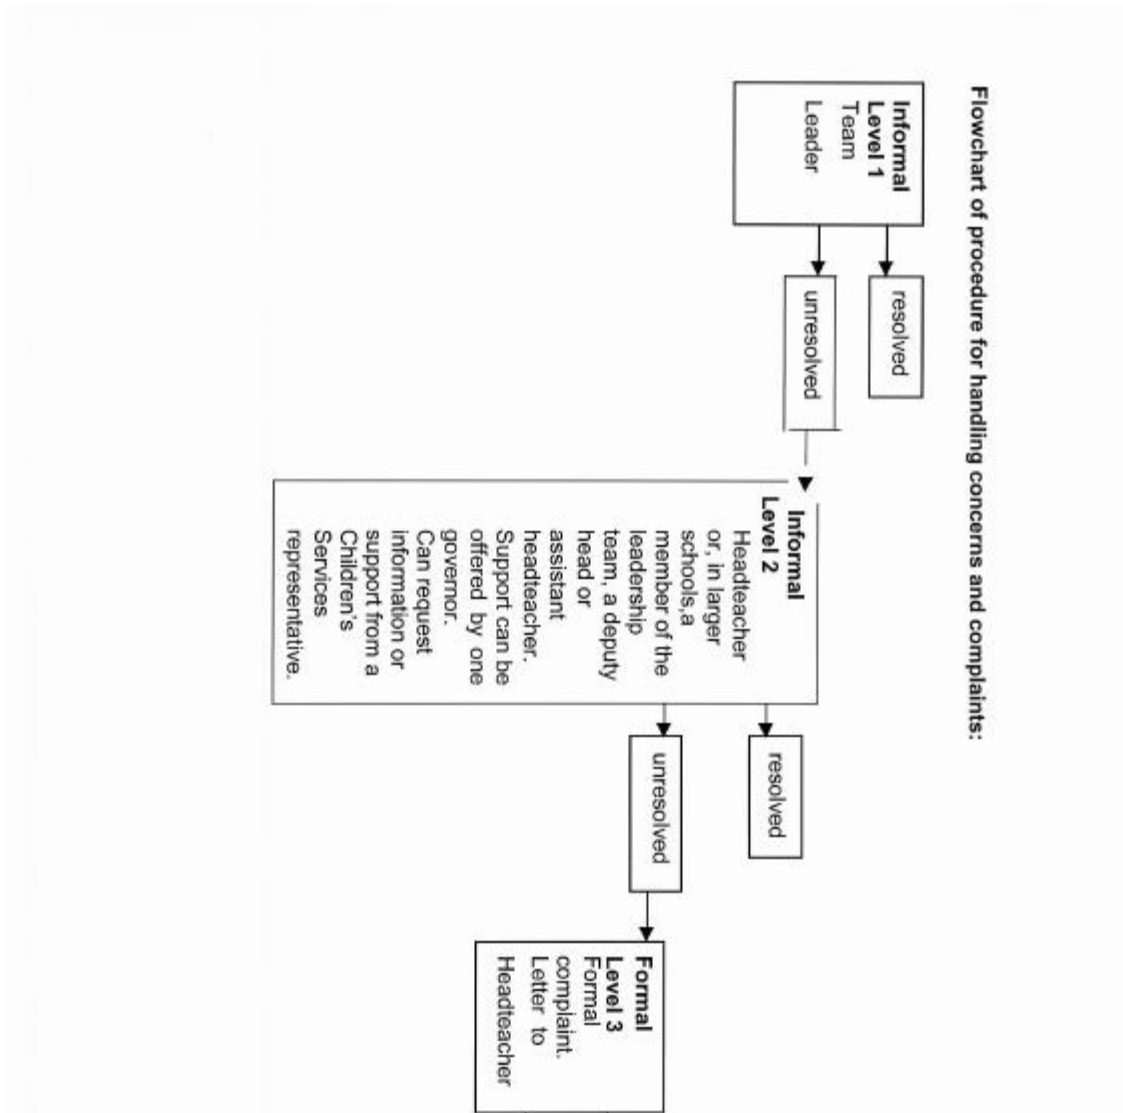 Flowchart of procedure for handling concerns and complaints:
Informal
Level 1
Team
Leader
resolved
unresolved
Informal
Level 2
Headteacher
or, in larger
schools,a
member of the
leadership
team, a deputy
head or
assistant
headteacher.
Support can be
offered by one
governor.
Can request
information or
support from a
Children's
Services
representative.
resolved
unresolved
Formal
Level 3
Formal
complaint.
Letter to
Headteacher